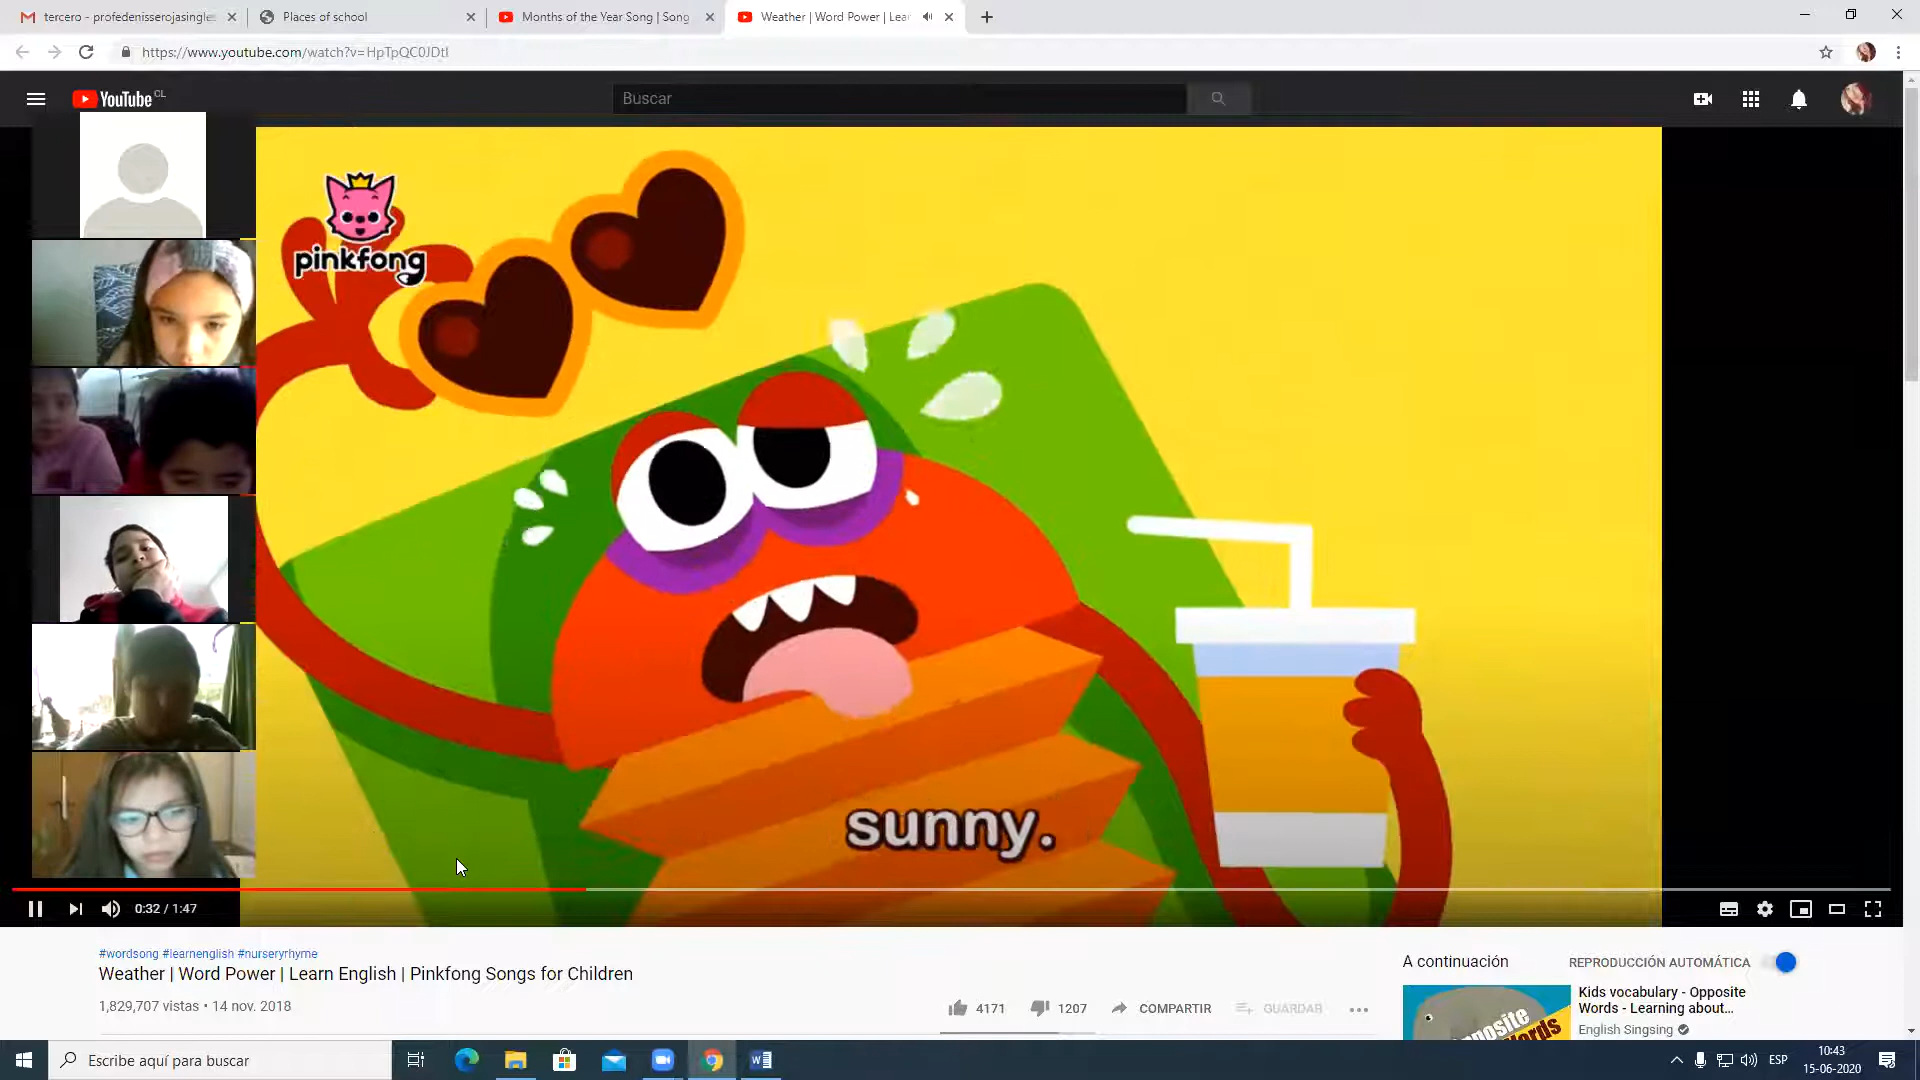 tercero - profedenisserojasingles
Places of school
Months of the Year Song | Song
Weather | Word Power | Lear
https://www.youtube.com/watch?v=HpTpQC0JDtI
YouTube CL
Buscar
pinkfong
sunny.
0:32 / 1:47
#wordsong #learnenglish #nurseryrhyme
Weather | Word Power | Learn English | Pinkfong Songs for Children
1,829,707 vistas • 14 nov. 2018
4171
1207
COMPARTIR
GUARDAR
A continuación
REPRODUCCIÓN AUTOMÁTICA
Kids vocabulary - Opposite
Words - Learning about...
English Singsing
Escribe aquí para buscar
ESP
10:43
15-06-2020